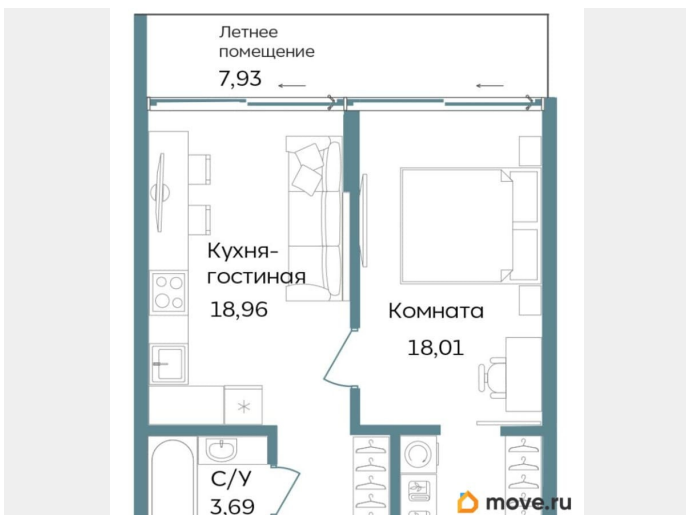 Летнее
помещение
7,93
Кухня-
гостиная
18,96
Комната
18,01
С/У
3,69
move.ru